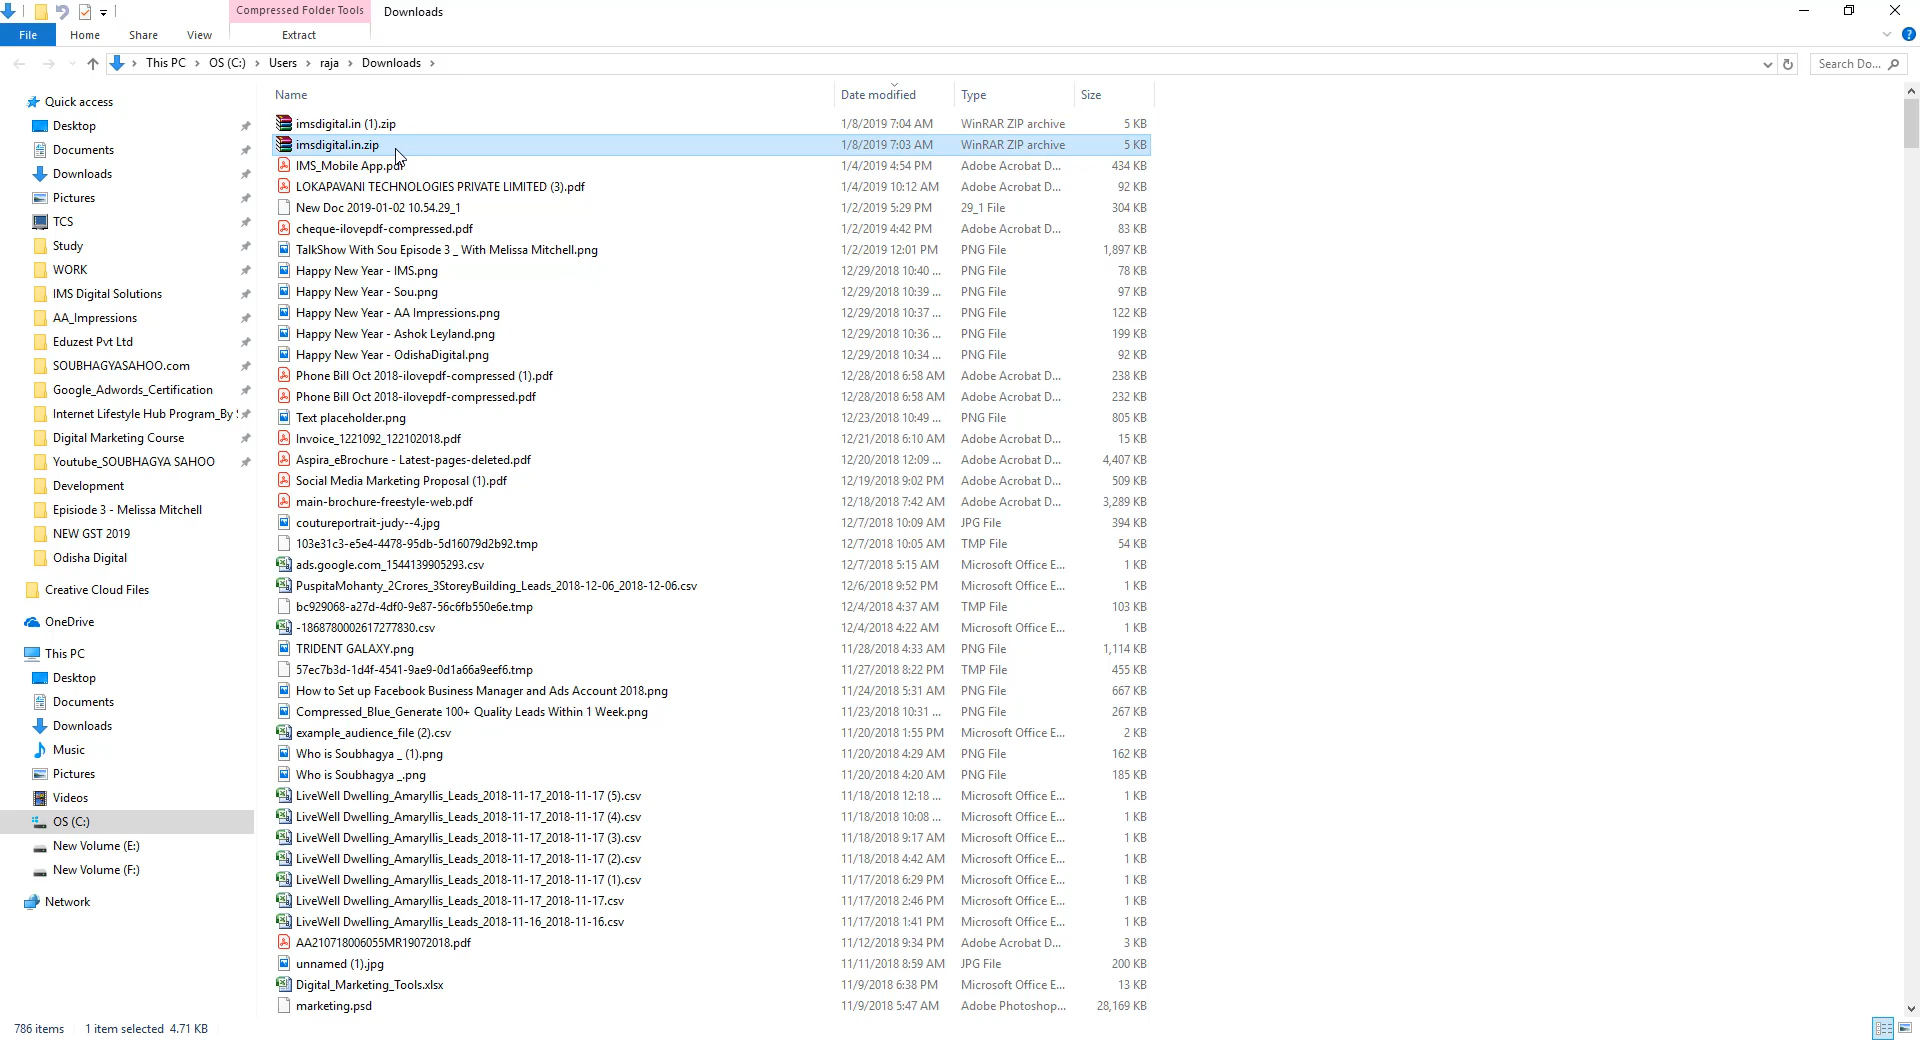 Compressed Folder Tools Downloads
File Home Share View Extract
This PC OS (C:) Users raja Downloads Search Do...
Name Date modified Type Size
Quick access
Desktop
Documents
Downloads
Pictures
TCS
Study
WORK
IMS Digital Solutions
AA_Impressions
Eduzest Pvt Ltd
SOUBHAGYASAHOO.com
Google_Adwords_Certification
Internet Lifestyle Hub Program_By
Digital Marketing Course
Youtube_SOUBHAGYA SAHOO
Development
Episiode 3 - Melissa Mitchell
NEW GST 2019
Odisha Digital
Creative Cloud Files
OneDrive
This PC
Desktop
Documents
Downloads
Music
Pictures
Videos
OS (C:)
New Volume (E:)
New Volume (F:)
Network
imsdigital.in (1).zip 1/8/2019 7:04 AM WinRAR ZIP archive 5 KB
imsdigital.in.zip 1/8/2019 7:03 AM WinRAR ZIP archive 5 KB
IMS_Mobile App.pdf 1/4/2019 4:54 PM Adobe Acrobat D... 434 KB
LOKAPAVANI TECHNOLOGIES PRIVATE LIMITED (3).pdf 1/4/2019 10:12 AM Adobe Acrobat D... 92 KB
New Doc 2019-01-02 10.54.29_1 1/2/2019 5:29 PM 29_1 File 304 KB
cheque-ilovepdf-compressed.pdf 1/2/2019 4:42 PM Adobe Acrobat D... 83 KB
TalkShow With Sou Episode 3 _ With Melissa Mitchell.png 1/2/2019 12:01 PM PNG File 1,897 KB
Happy New Year - IMS.png 12/29/2018 10:40 ... PNG File 78 KB
Happy New Year - Sou.png 12/29/2018 10:39 ... PNG File 97 KB
Happy New Year - AA Impressions.png 12/29/2018 10:37 ... PNG File 122 KB
Happy New Year - Ashok Leyland.png 12/29/2018 10:36 ... PNG File 199 KB
Happy New Year - OdishaDigital.png 12/29/2018 10:34 ... PNG File 92 KB
Phone Bill Oct 2018-ilovepdf-compressed (1).pdf 12/28/2018 6:58 AM Adobe Acrobat D... 238 KB
Phone Bill Oct 2018-ilovepdf-compressed.pdf 12/28/2018 6:58 AM Adobe Acrobat D... 232 KB
Text placeholder.png 12/23/2018 10:49 ... PNG File 805 KB
Invoice_1221092_122102018.pdf 12/21/2018 6:10 AM Adobe Acrobat D... 15 KB
Aspira_eBrochure - Latest-pages-deleted.pdf 12/20/2018 12:09 ... Adobe Acrobat D... 4,407 KB
Social Media Marketing Proposal (1).pdf 12/19/2018 9:02 PM Adobe Acrobat D... 509 KB
main-brochure-freestyle-web.pdf 12/18/2018 7:42 AM Adobe Acrobat D... 3,289 KB
coutureportrait-judy--4.jpg 12/7/2018 10:09 AM JPG File 394 KB
103e31c3-e5e4-4478-95db-5d16079d2b92.tmp 12/7/2018 10:05 AM TMP File 54 KB
ads.google.com_1544139905293.csv 12/7/2018 5:15 AM Microsoft Office E... 1 KB
PuspitaMohanty_2Crores_3StoreyBuilding_Leads_2018-12-06_2018-12-06.csv 12/6/2018 9:52 PM Microsoft Office E... 1 KB
bc929068-a27d-4df0-9e87-56c6fb550e6e.tmp 12/4/2018 4:37 AM TMP File 103 KB
-1868780002617277830.csv 12/4/2018 4:22 AM Microsoft Office E... 1 KB
TRIDENT GALAXY.png 11/28/2018 4:33 AM PNG File 1,114 KB
57ec7b3d-1d4f-4541-9ae9-0d1a66a9eef6.tmp 11/27/2018 8:22 PM TMP File 455 KB
How to Set up Facebook Business Manager and Ads Account 2018.png 11/24/2018 5:31 AM PNG File 667 KB
Compressed_Blue_Generate 100+ Quality Leads Within 1 Week.png 11/23/2018 10:31 ... PNG File 267 KB
example_audience_file (2).csv 11/20/2018 1:55 PM Microsoft Office E... 2 KB
Who is Soubhagya _ (1).png 11/20/2018 4:29 AM PNG File 162 KB
Who is Soubhagya _.png 11/20/2018 4:20 AM PNG File 185 KB
LiveWell Dwelling_Amaryllis_Leads_2018-11-17_2018-11-17 (5).csv 11/18/2018 12:18 ... Microsoft Office E... 1 KB
LiveWell Dwelling_Amaryllis_Leads_2018-11-17_2018-11-17 (4).csv 11/18/2018 10:08 ... Microsoft Office E... 1 KB
LiveWell Dwelling_Amaryllis_Leads_2018-11-17_2018-11-17 (3).csv 11/18/2018 9:17 AM Microsoft Office E... 1 KB
LiveWell Dwelling_Amaryllis_Leads_2018-11-17_2018-11-17 (2).csv 11/18/2018 4:42 AM Microsoft Office E... 1 KB
LiveWell Dwelling_Amaryllis_Leads_2018-11-17_2018-11-17 (1).csv 11/17/2018 6:29 PM Microsoft Office E... 1 KB
LiveWell Dwelling_Amaryllis_Leads_2018-11-17_2018-11-17.csv 11/17/2018 2:46 PM Microsoft Office E... 1 KB
LiveWell Dwelling_Amaryllis_Leads_2018-11-16_2018-11-16.csv 11/17/2018 1:41 PM Microsoft Office E... 1 KB
AA210718006055MR19072018.pdf 11/12/2018 9:34 PM Adobe Acrobat D... 3 KB
unnamed (1).jpg 11/11/2018 8:59 AM JPG File 200 KB
Digital_Marketing_Tools.xlsx 11/9/2018 6:38 PM Microsoft Office E... 13 KB
marketing.psd 11/9/2018 5:47 AM Adobe Photoshop... 28,169 KB
786 items 1 item selected 4.71 KB